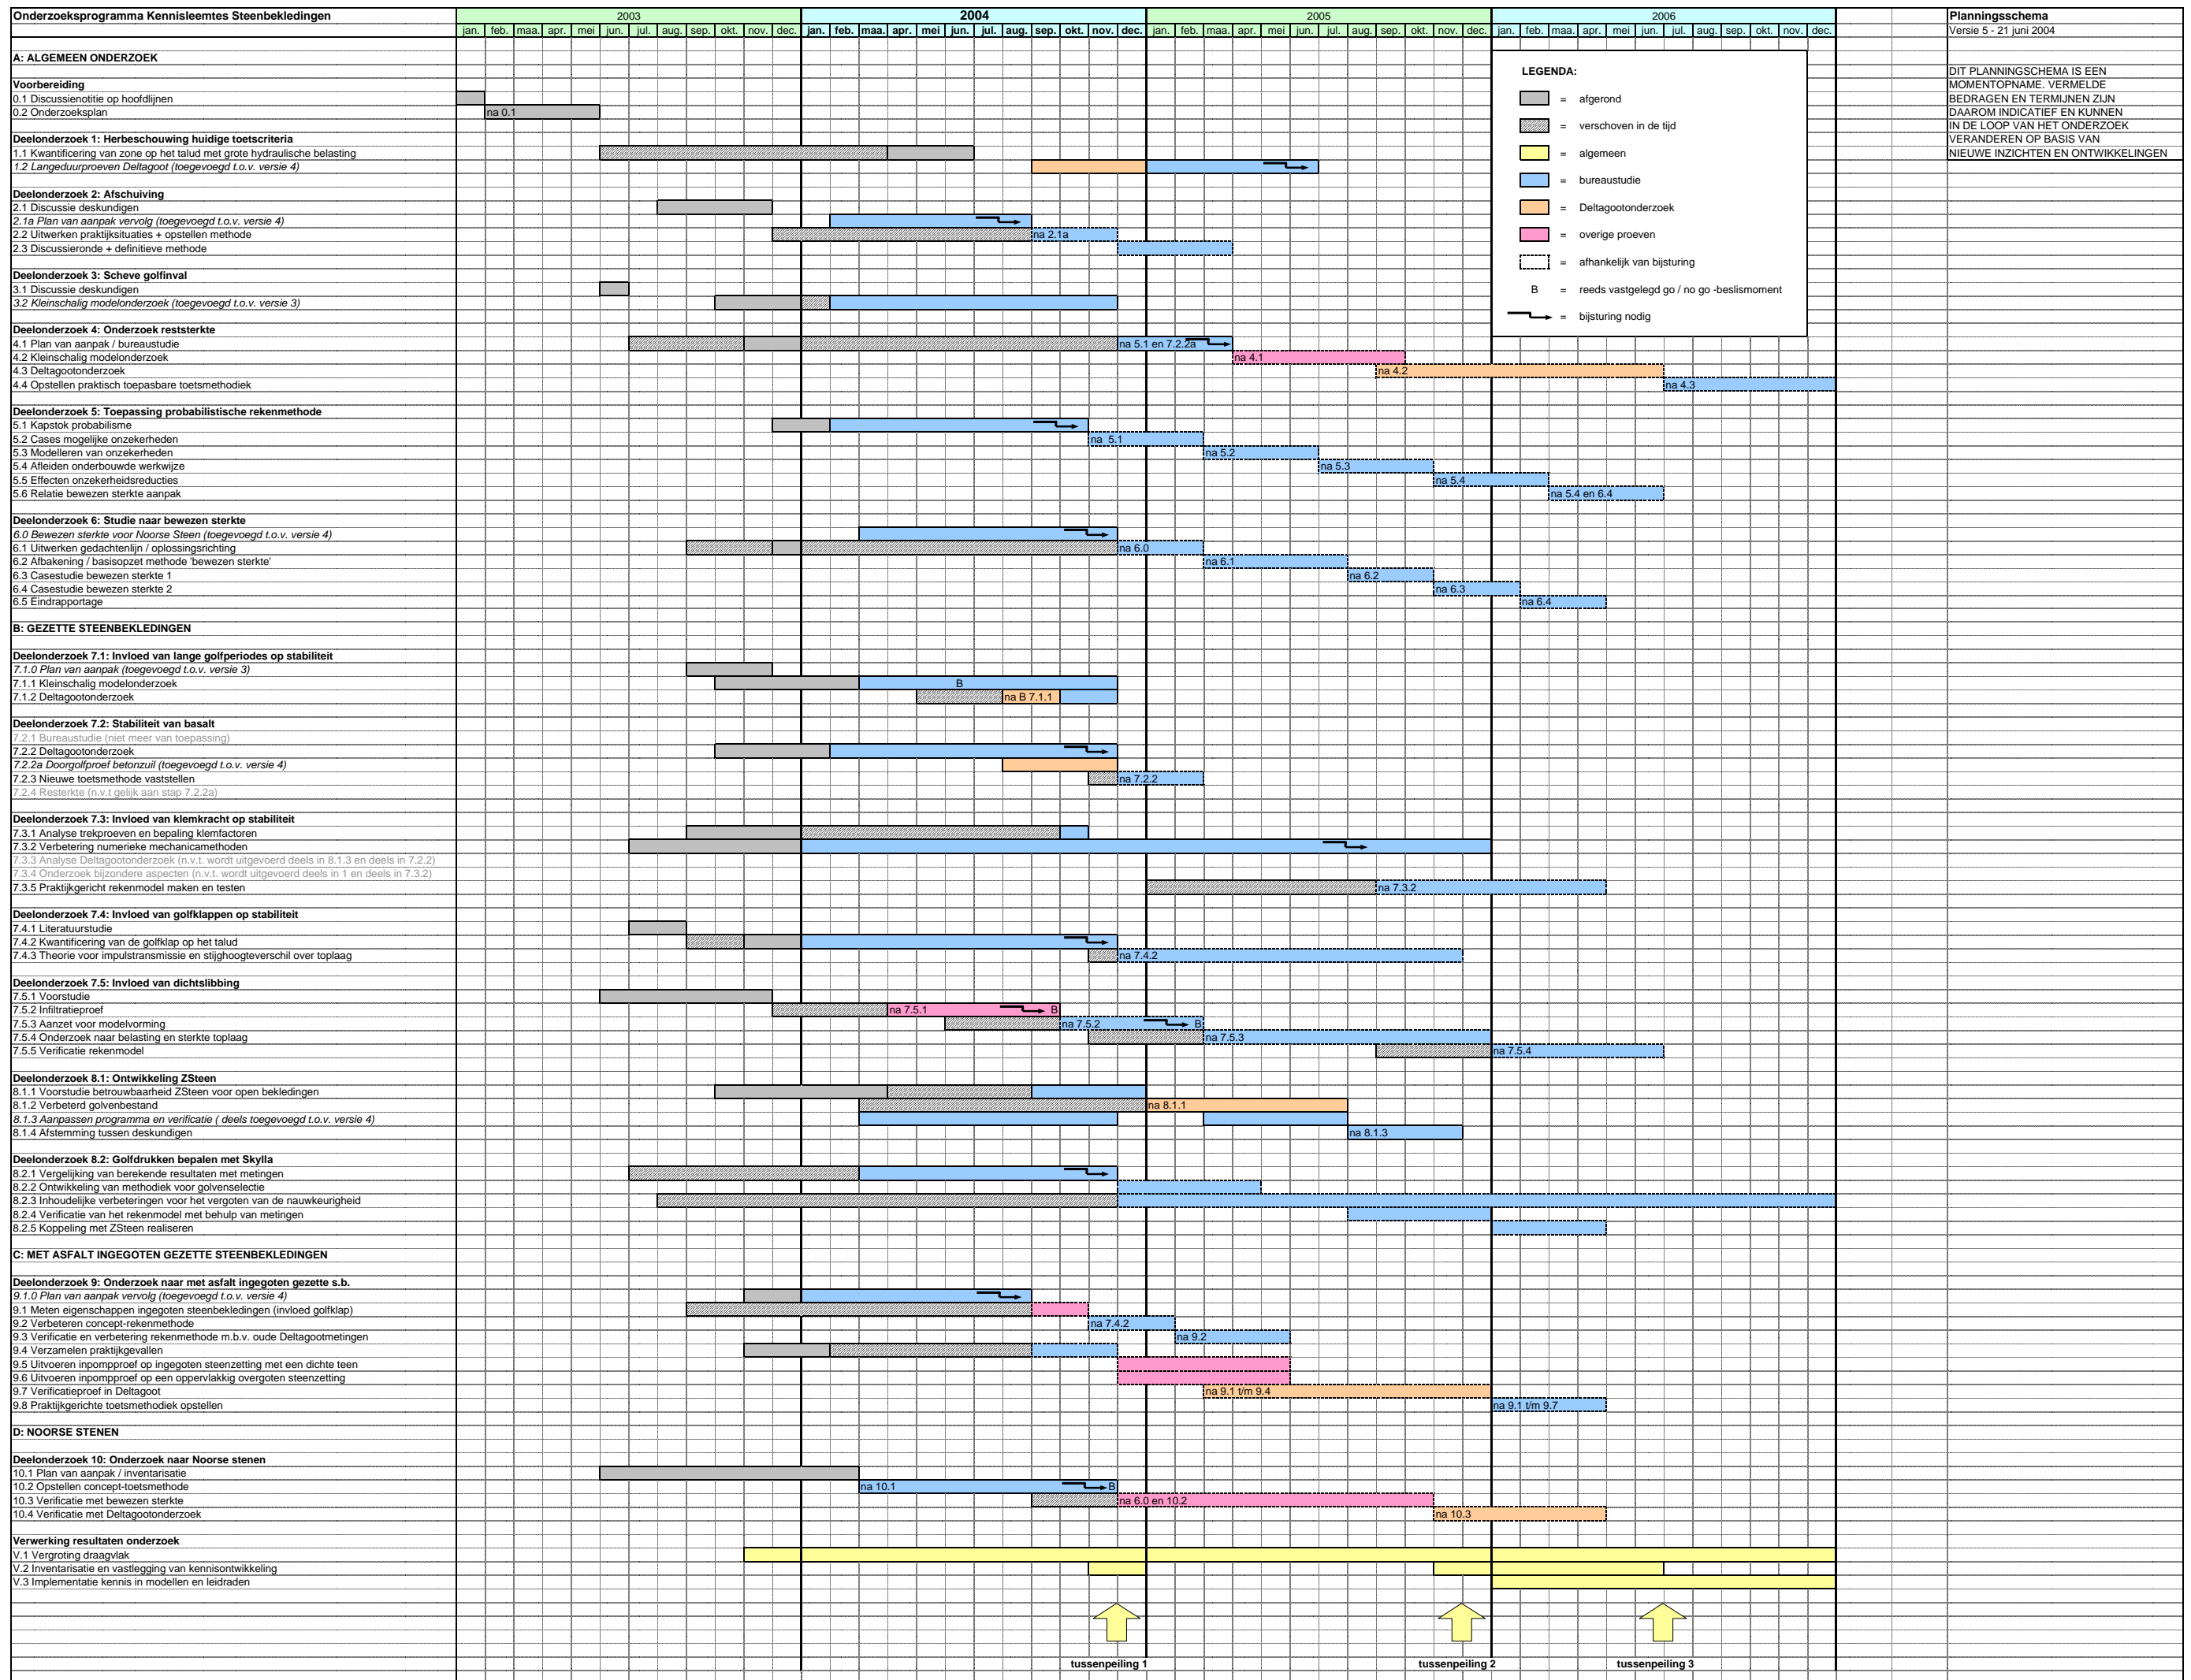 Onderzoeksprogramma Kennisleemtes Steenbekledingen 2003 2004 2005 2006 Planningsschema
jan. feb. maa. apr. mei jun. jul. aug. sep. okt. nov. dec. jan. feb. maa. apr. mei jun. jul. aug. sep. okt. nov. dec. jan. feb. maa. apr. mei jun. jul. aug. sep. okt. nov. dec. jan. feb. maa. apr. mei jun. jul. aug. sep. okt. nov. dec. Versie 5 - 21 juni 2004
A: ALGEMEEN ONDERZOEK
Voorbereiding
0.1 Discussienotitie op hoofdlijnen
0.2 Onderzoeksplan na 0.1
Deelonderzoek 1: Herbeschouwing huidige toetscriteria
1.1 Kwantificering van zone op het talud met grote hydraulische belasting
1.2 Langeduurproeven Deltagoot (toegevoegd t.o.v. versie 4)
Deelonderzoek 2: Afschuiving
2.1 Discussie deskundigen
2.1a Plan van aanpak vervolg (toegevoegd t.o.v. versie 4)
2.2 Uitwerken praktijksituaties + opstellen methode na 2.1a
2.3 Discussieronde + definitieve methode
Deelonderzoek 3: Scheve golfinval
3.1 Discussie deskundigen
3.2 Kleinschalig modelonderzoek (toegevoegd t.o.v. versie 3)
Deelonderzoek 4: Onderzoek reststerkte
4.1 Plan van aanpak / bureaustudie na 5.1 en 7.2.2a
4.2 Kleinschalig modelonderzoek na 4.1
4.3 Deltagootonderzoek na 4.2
4.4 Opstellen praktisch toepasbare toetsmethodiek na 4.3
LEGENDA:
= afgerond
= verschoven in de tijd
= algemeen
= bureaustudie
= Deltagootonderzoek
= overige proeven
= afhankelijk van bijsturing
B = reeds vastgelegd go / no go -beslismoment
= bijsturing nodig
DIT PLANNINGSCHEMA IS EEN
MOMENTOPNAME. VERMELDE
BEDRAGEN EN TERMIJNEN ZIJN
DAAROM INDICATIEF EN KUNNEN
IN DE LOOP VAN HET ONDERZOEK
VERANDEREN OP BASIS VAN
NIEUWE INZICHTEN EN ONTWIKKELINGEN
Deelonderzoek 5: Toepassing probabilistische rekenmethode
5.1 Kapstok probabilisme
5.2 Cases mogelijke onzekerheden na 5.1
5.3 Modelleren van onzekerheden na 5.2
5.4 Afleiden onderbouwde werkwijze na 5.3
5.5 Effecten onzekerheidsreducties na 5.4
5.6 Relatie bewezen sterkte aanpak na 5.4 en 6.4
Deelonderzoek 6: Studie naar bewezen sterkte
6.0 Bewezen sterkte voor Noorse Steen (toegevoegd t.o.v. versie 4)
6.1 Uitwerken gedachtenlijn / oplossingsrichting na 6.0
6.2 Afbakening / basisopzet methode 'bewezen sterkte' na 6.1
6.3 Casestudie bewezen sterkte 1 na 6.2
6.4 Casestudie bewezen sterkte 2 na 6.3
6.5 Eindrapportage na 6.4
B: GEZETTE STEENBEKLEDINGEN
Deelonderzoek 7.1: Invloed van lange golfperiodes op stabiliteit
7.1.0 Plan van aanpak (toegevoegd t.o.v. versie 3)
7.1.1 Kleinschalig modelonderzoek B
7.1.2 Deltagootonderzoek na B 7.1.1
Deelonderzoek 7.2: Stabiliteit van basalt
7.2.1 Bureaustudie (niet meer van toepassing)
7.2.2 Deltagootonderzoek
7.2.2a Doorgolfproef betonzuil (toegevoegd t.o.v. versie 4)
7.2.3 Nieuwe toetsmethode vaststellen na 7.2.2
7.2.4 Resterkte (n.v.t gelijk aan stap 7.2.2a)
Deelonderzoek 7.3: Invloed van klemkracht op stabiliteit
7.3.1 Analyse trekproeven en bepaling klemfactoren
7.3.2 Verbetering numerieke mechanicamethoden
7.3.3 Analyse Deltagootonderzoek (n.v.t. wordt uitgevoerd deels in 8.1.3 en deels in 7.2.2)
7.3.4 Onderzoek bijzondere aspecten (n.v.t. wordt uitgevoerd deels in 1 en deels in 7.3.2)
7.3.5 Praktijkgericht rekenmodel maken en testen na 7.3.2
Deelonderzoek 7.4: Invloed van golfklappen op stabiliteit
7.4.1 Literatuurstudie
7.4.2 Kwantificering van de golfklap op het talud
7.4.3 Theorie voor impulstransmissie en stijghoogteverschil over toplaag na 7.4.2
Deelonderzoek 7.5: Invloed van dichtslibbing
7.5.1 Voorstudie
7.5.2 Infiltratieproef na 7.5.1 B
7.5.3 Aanzet voor modelvorming na 7.5.2 B
7.5.4 Onderzoek naar belasting en sterkte toplaag na 7.5.3
7.5.5 Verificatie rekenmodel na 7.5.4
Deelonderzoek 8.1: Ontwikkeling ZSteen
8.1.1 Voorstudie betrouwbaarheid ZSteen voor open bekledingen
8.1.2 Verbeterd golvenbestand na 8.1.1
8.1.3 Aanpassen programma en verificatie ( deels toegevoegd t.o.v. versie 4)
8.1.4 Afstemming tussen deskundigen na 8.1.3
Deelonderzoek 8.2: Golfdrukken bepalen met Skylla
8.2.1 Vergelijking van berekende resultaten met metingen
8.2.2 Ontwikkeling van methodiek voor golvenselectie
8.2.3 Inhoudelijke verbeteringen voor het vergoten van de nauwkeurigheid
8.2.4 Verificatie van het rekenmodel met behulp van metingen
8.2.5 Koppeling met ZSteen realiseren
C: MET ASFALT INGEGOTEN GEZETTE STEENBEKLEDINGEN
Deelonderzoek 9: Onderzoek naar met asfalt ingegoten gezette s.b.
9.1.0 Plan van aanpak vervolg (toegevoegd t.o.v. versie 4)
9.1 Meten eigenschappen ingegoten steenbekledingen (invloed golfklap)
9.2 Verbeteren concept-rekenmethode na 7.4.2
9.3 Verificatie en verbetering rekenmethode m.b.v. oude Deltagootmetingen na 9.2
9.4 Verzamelen praktijkgevallen
9.5 Uitvoeren inpompproef op ingegoten steenzetting met een dichte teen
9.6 Uitvoeren inpompproef op een oppervlakkig overgoten steenzetting
9.7 Verificatieproef in Deltagoot na 9.1 t/m 9.4
9.8 Praktijkgerichte toetsmethodiek opstellen na 9.1 t/m 9.7
D: NOORSE STENEN
Deelonderzoek 10: Onderzoek naar Noorse stenen
10.1 Plan van aanpak / inventarisatie
10.2 Opstellen concept-toetsmethode na 10.1 B
10.3 Verificatie met bewezen sterkte na 6.0 en 10.2
10.4 Verificatie met Deltagootonderzoek na 10.3
Verwerking resultaten onderzoek
V.1 Vergroting draagvlak
V.2 Inventarisatie en vastlegging van kennisontwikkeling
V.3 Implementatie kennis in modellen en leidraden
tussenpeiling 1 tussenpeiling 2 tussenpeiling 3